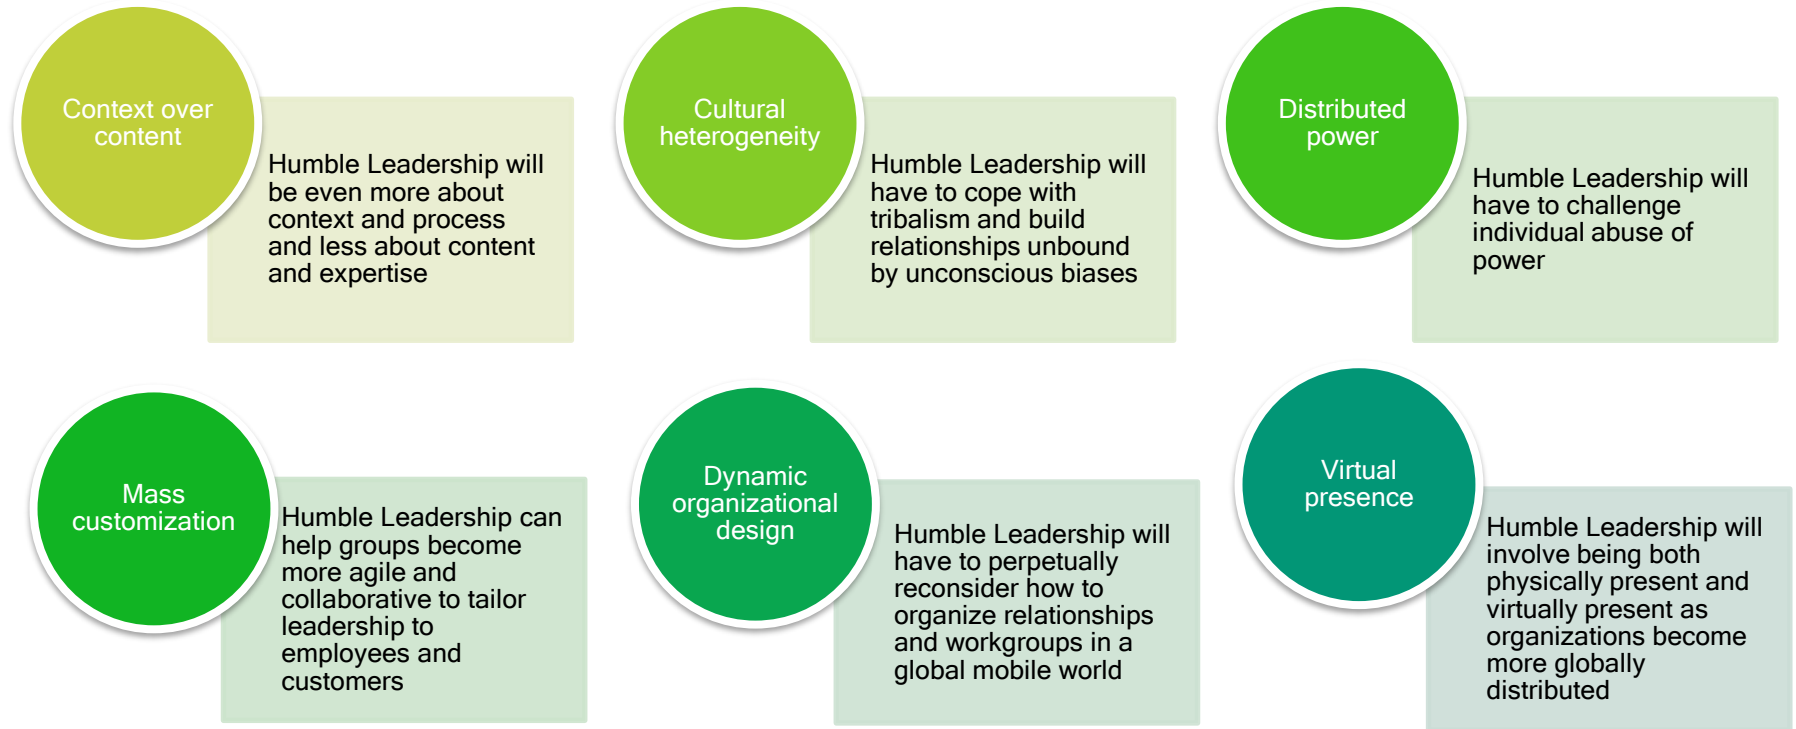 Context over
content
Humble Leadership will
be even more about
context and process
and less about content
and expertise
Cultural
heterogeneity
Humble Leadership will
have to cope with
tribalism and build
relationships unbound
by unconscious biases
Distributed
power
Humble Leadership will
have to challenge
individual abuse of
power
Mass
customization
Humble Leadership can
help groups become
more agile and
collaborative to tailor
leadership to
employees and
customers
Dynamic
organizational
design
Humble Leadership will
have to perpetually
reconsider how to
organize relationships
and workgroups in a
global mobile world
Virtual
presence
Humble Leadership will
involve being both
physically present and
virtually present as
organizations become
more globally
distributed